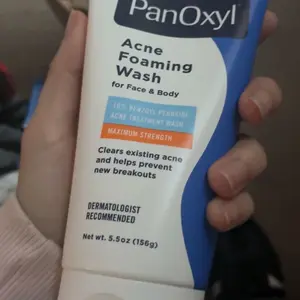 PanOxyl
Acne
Foaming
Wash
for Face & Body
10% BENZOYL PEROXIDE
ACNE TREATMENT WASH
MAXIMUM STRENGTH
Clears existing acne
and helps prevent
new breakouts
DERMATOLOGIST
RECOMMENDED
Net wt. 5.5oz (156g)